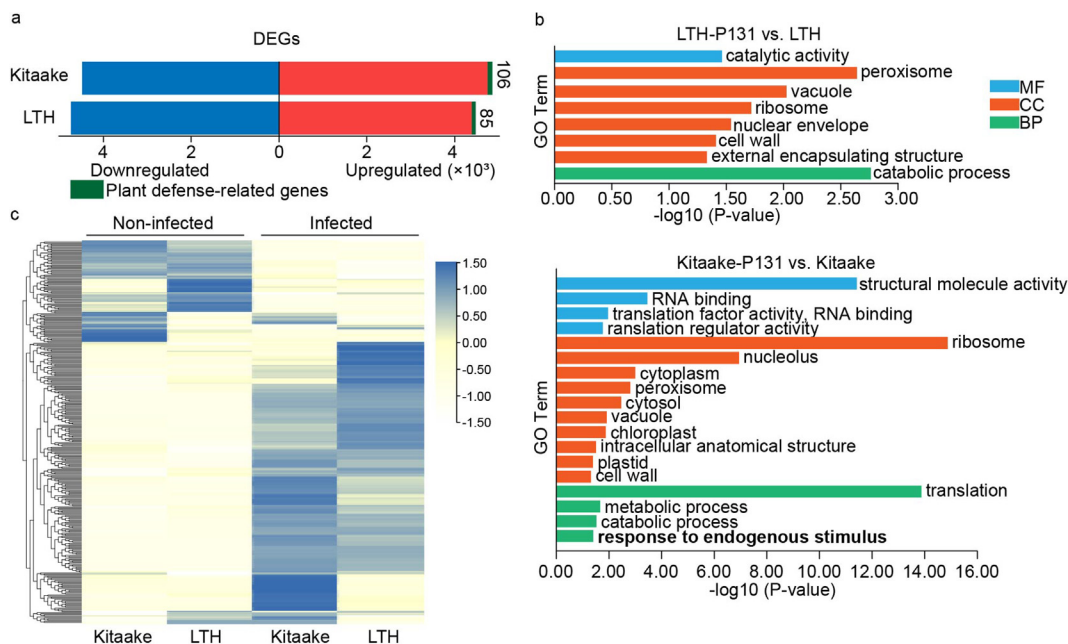 a
DEGs
Kitaake
106
LTH
85
4
2
0
2
4
Downregulated
Upregulated (×10³)
Plant defense-related genes
b
LTH-P131 vs. LTH
GO Term
catalytic activity
peroxisome
vacuole
ribosome
nuclear envelope
cell wall
external encapsulating structure
catabolic process
MF
CC
BP
0.00 0.50 1.00 1.50 2.00 2.50 3.00
-log10 (P-value)
Kitaake-P131 vs. Kitaake
GO Term
structural molecule activity
RNA binding
translation factor activity, RNA binding
ranslation regulator activity
ribosome
nucleolus
cytoplasm
peroxisome
cytosol
vacuole
chloroplast
intracellular anatomical structure
plastid
cell wall
translation
metabolic process
catabolic process
response to endogenous stimulus
0.00 2.00 4.00 6.00 8.00 10.00 12.00 14.00 16.00
-log10 (P-value)
c
Non-infected
Infected
1.50
1.00
0.50
0.00
-0.50
-1.00
-1.50
Kitaake LTH Kitaake LTH